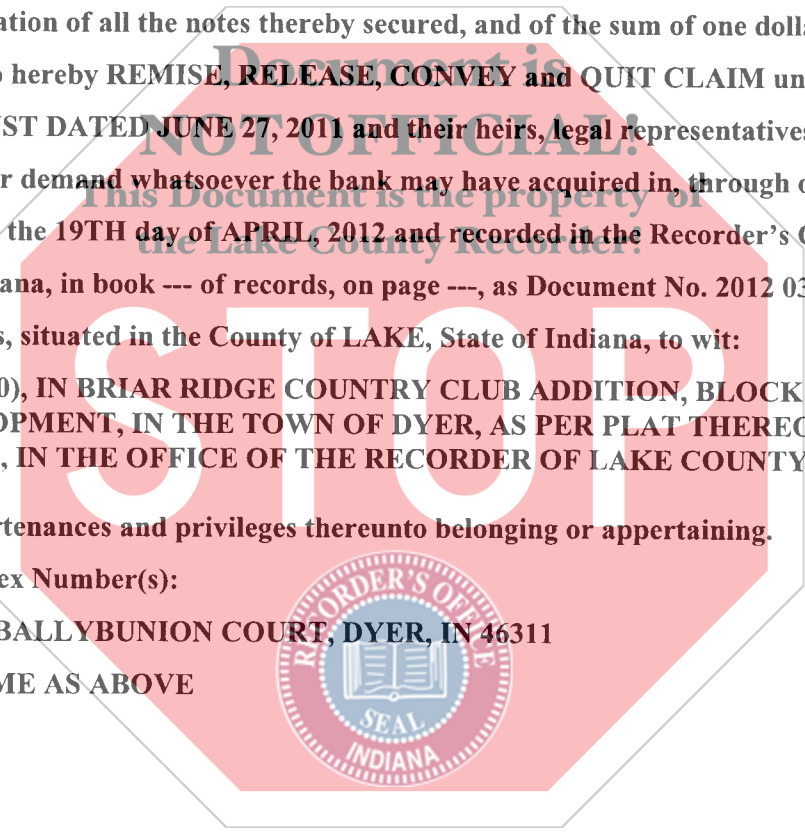 ation of all the notes thereby secured, and of the sum of one dolla
Document is
o hereby REMISE, RELEASE, CONVEY and QUIT CLAIM un
NOT OFFICIAL!
ST DATED JUNE 27, 2011 and their heirs, legal representatives
This Document is the property of
r demand whatsoever the bank may have acquired in, through o
the Lake County Recorder!
the 19TH day of APRIL, 2012 and recorded in the Recorder's O
ana, in book --- of records, on page ---, as Document No. 2012 03
s, situated in the County of LAKE, State of Indiana, to wit:
STOP
0), IN BRIAR RIDGE COUNTRY CLUB ADDITION, BLOCK
OPMENT, IN THE TOWN OF DYER, AS PER PLAT THEREO
, IN THE OFFICE OF THE RECORDER OF LAKE COUNTY
rtenances and privileges thereunto belonging or appertaining.
ex Number(s):
BALLYBUNION COURT, DYER, IN 46311
ME AS ABOVE
RECORDER'S OFFICE
SEAL
INDIANA